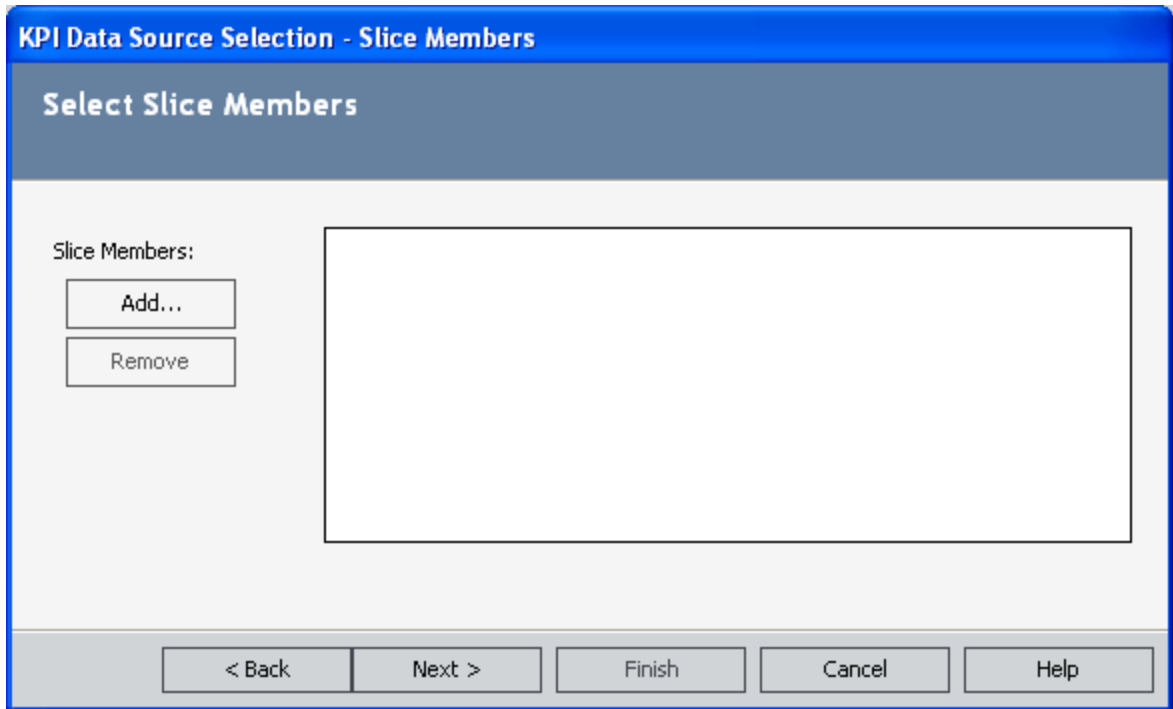 KPI Data Source Selection - Slice Members
Select Slice Members
Slice Members:
Add...
Remove
< Back
Next >
Finish
Cancel
Help